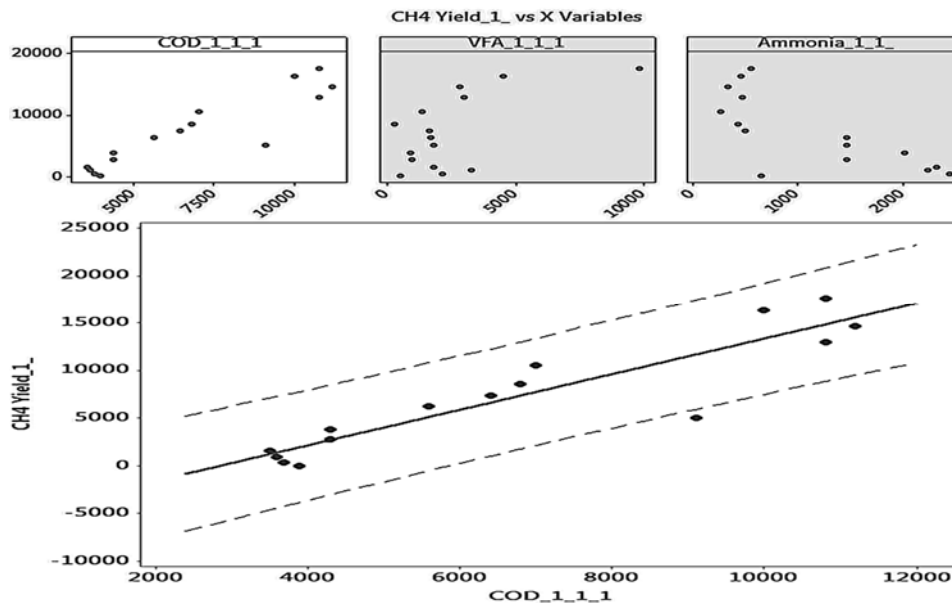 CH4 Yield_1_ vs X Variables
COD_1_1_1 VFA_1_1_1 Ammonia_1_1_
20000
10000
0
5000 7500 10000 0 5000 10000 0 1000 2000
25000
20000
15000
10000
5000
0
-5000
-10000
CH4 Yield_1_
2000 4000 6000 8000 10000 12000
COD_1_1_1